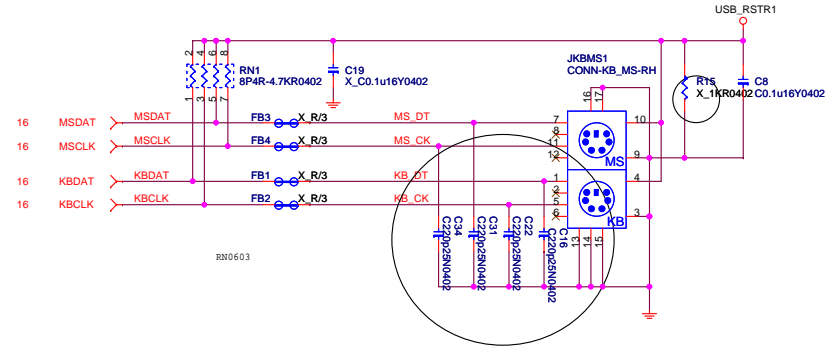 USB_RSTR1
2 4 6 8
RN1
8P4R-4.7KR0402
1 3 5 7
C19
X_C0.1u16Y0402
JKBMS1
CONN-KB_MS-RH
R15
X_1KR0402
C8
C0.1u16Y0402
16 17
16 MSDAT MSDAT FB3 X_R/3 MS_DT 7 10
8
16 MSCLK MSCLK FB4 X_R/3 MS_CK 11
12 MS 9
16 KBDAT KBDAT FB1 X_R/3 KB_DT 1 4
2
16 KBCLK KBCLK FB2 X_R/3 KB_CK 5
6 KB 3
13 14 15
C34
C220p25N0402
C31
C220p25N0402
C22
C220p25N0402
C16
C220p25N0402
RN0603